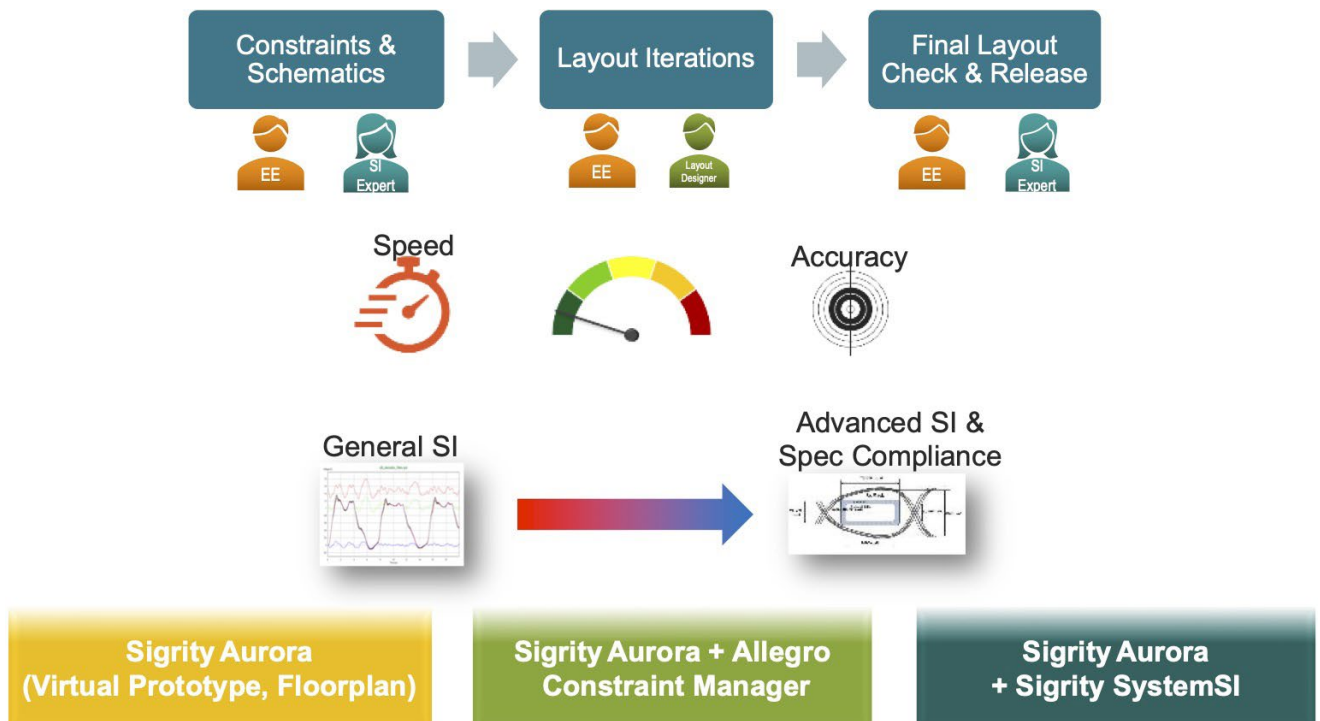 Constraints &
Schematics
Layout Iterations
Final Layout
Check & Release
EE
SI
Expert
EE
Layout
Designer
EE
SI
Expert
Speed
Accuracy
General SI
Advanced SI &
Spec Compliance
Sigrity Aurora
(Virtual Prototype, Floorplan)
Sigrity Aurora + Allegro
Constraint Manager
Sigrity Aurora
+ Sigrity SystemSI